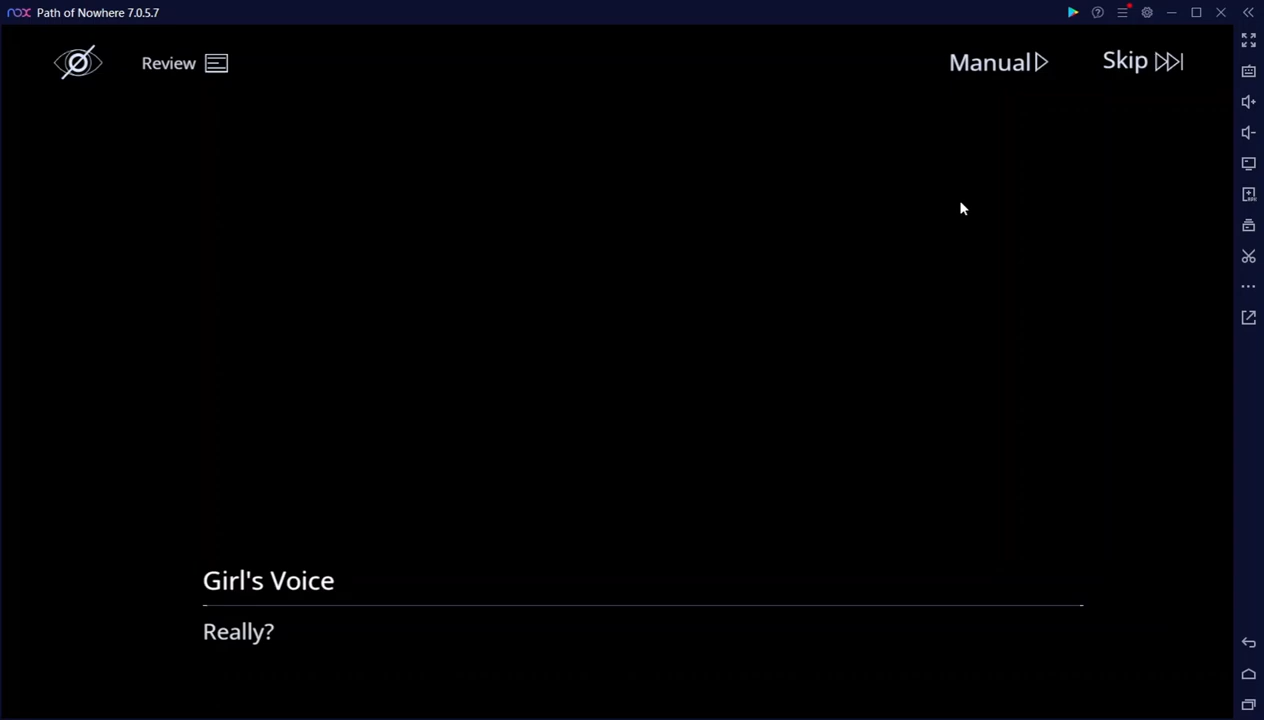 nox Path of Nowhere 7.0.5.7
Review
Manual
Skip
Girl's Voice
Really?